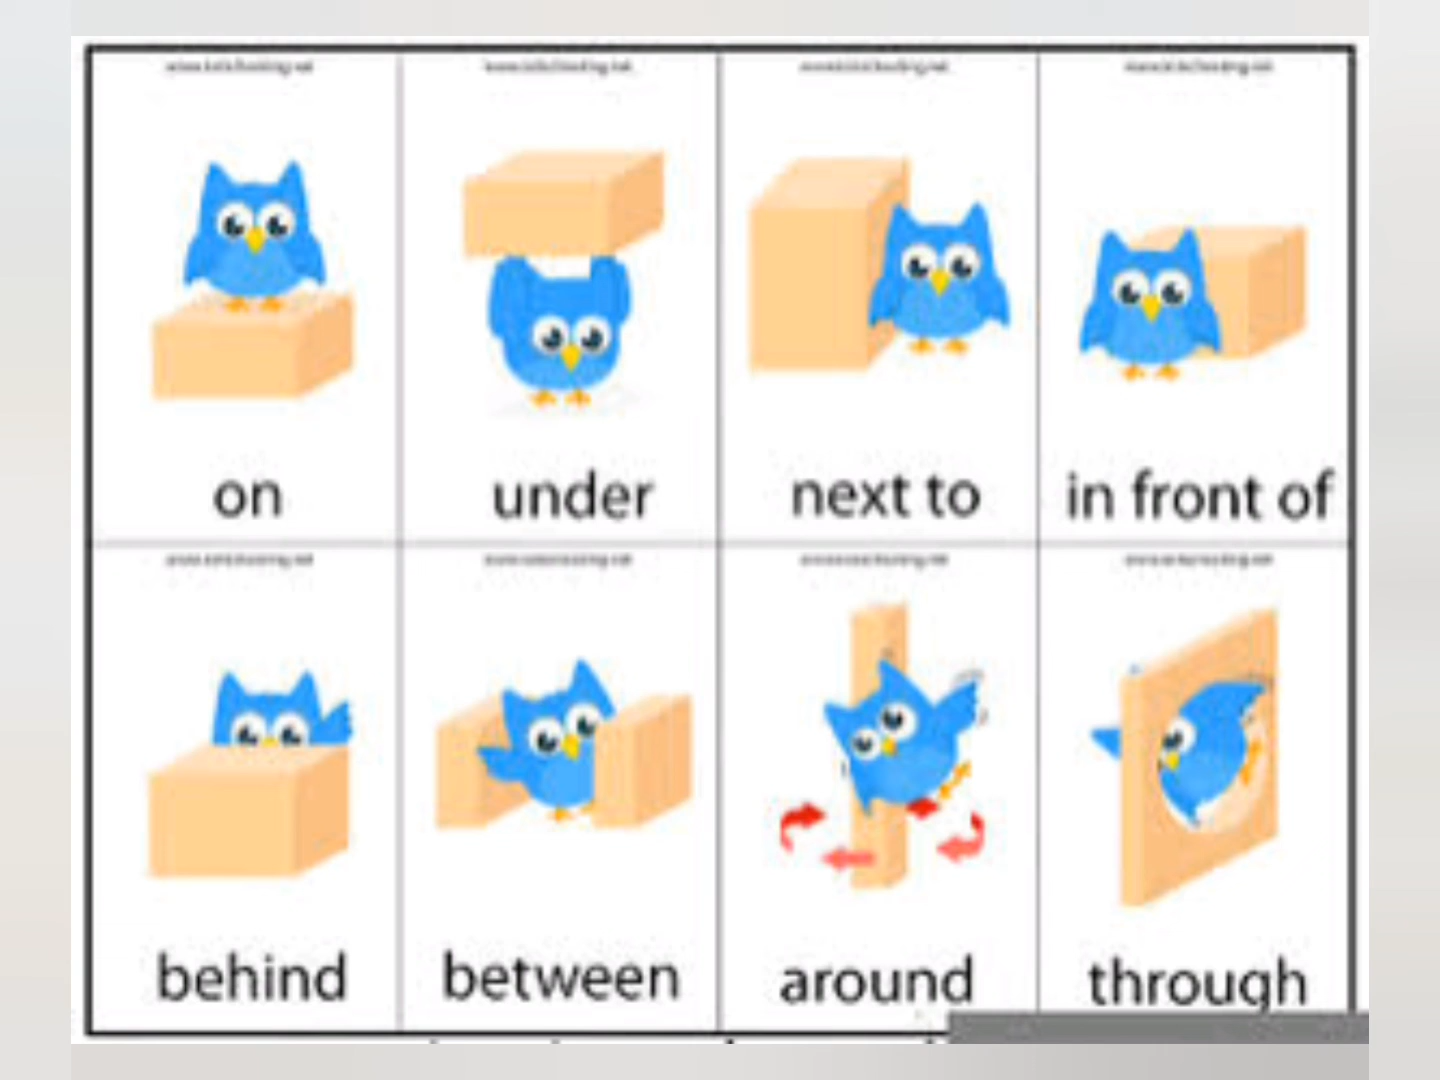 on
under
next to
in front of
behind
between
around
through